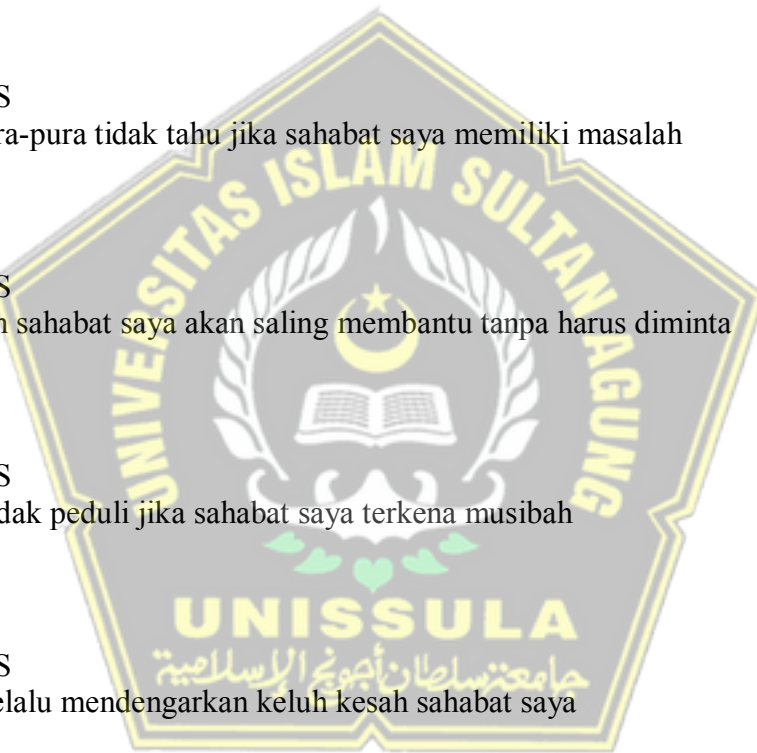 S
ra-pura tidak tahu jika sahabat saya memiliki masalah
UNIVERSITAS ISLAM SULTAN AGUNG
S
n sahabat saya akan saling membantu tanpa harus diminta
S
dak peduli jika sahabat saya terkena musibah
UNISSULA
جامعة سلطان أجونج الإسلامية
S
elalu mendengarkan keluh kesah sahabat saya